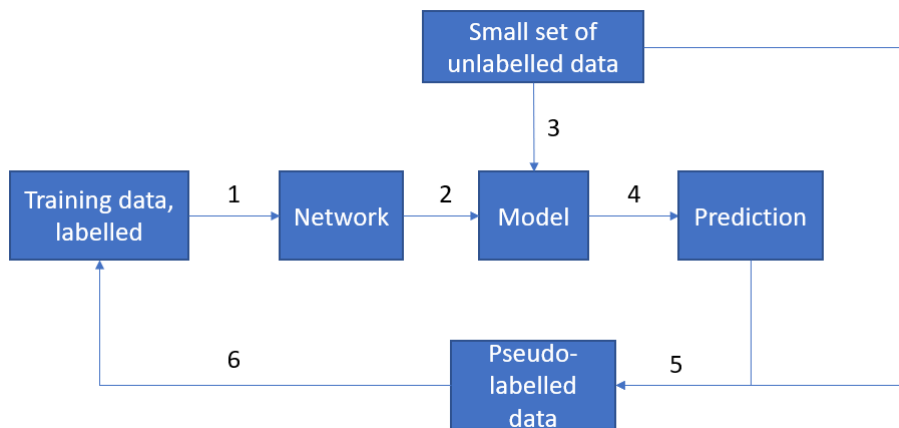 Small set of
unlabelled data
3
Training data,
labelled
1
Network
2
Model
4
Prediction
6
Pseudo-
labelled
data
5